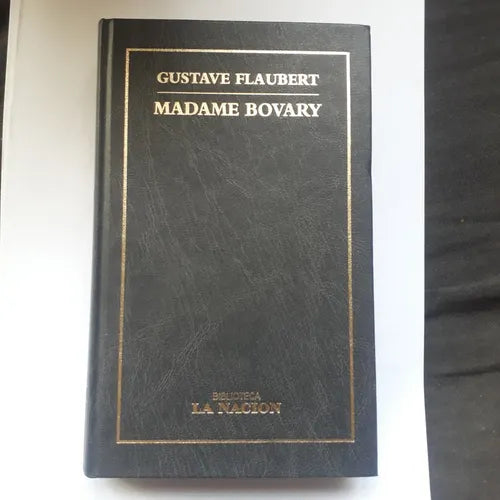 GUSTAVE FLAUBERT
MADAME BOVARY
BIBLIOTECA
LA NACION